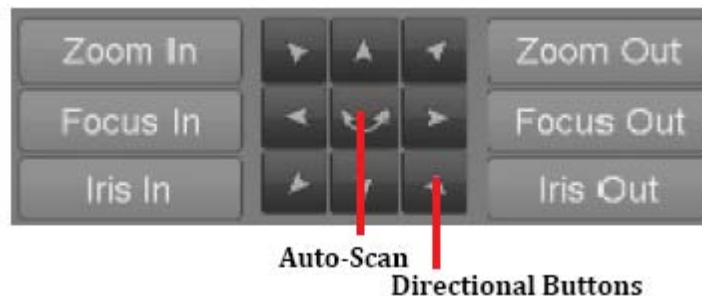 Zoom In Zoom Out
Focus In Focus Out
Iris In Iris Out
Auto-Scan
Directional Buttons